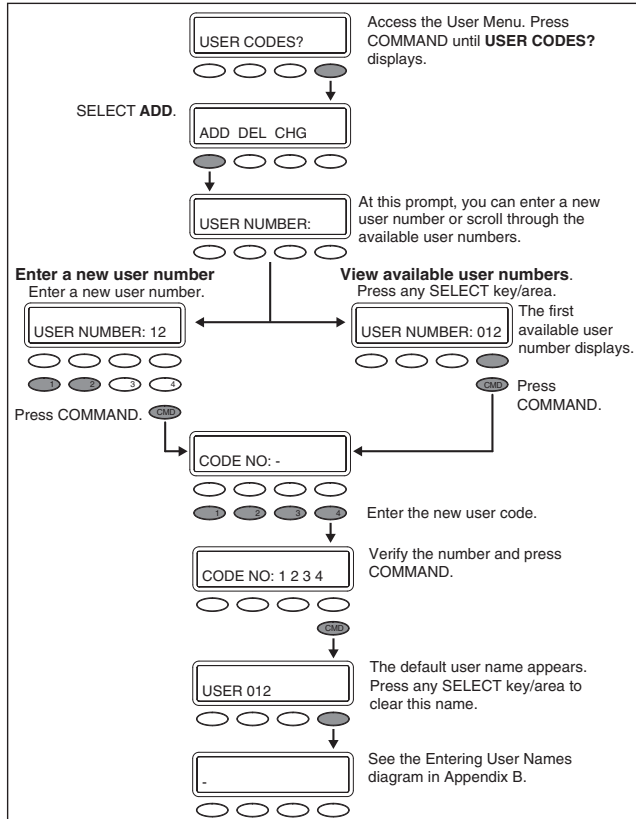 USER CODES?
Access the User Menu. Press
COMMAND until USER CODES?
displays.
SELECT ADD.
ADD DEL CHG
USER NUMBER:
At this prompt, you can enter a new
user number or scroll through the
available user numbers.
Enter a new user number
Enter a new user number.
View available user numbers.
Press any SELECT key/area.
USER NUMBER: 12
USER NUMBER: 012
The first
available user
number displays.
1 2 3 4
CMD
Press
COMMAND.
Press COMMAND.
CMD
CODE NO: -
1 2 3 4
Enter the new user code.
CODE NO: 1 2 3 4
Verify the number and press
COMMAND.
CMD
USER 012
The default user name appears.
Press any SELECT key/area to
clear this name.
-
See the Entering User Names
diagram in Appendix B.